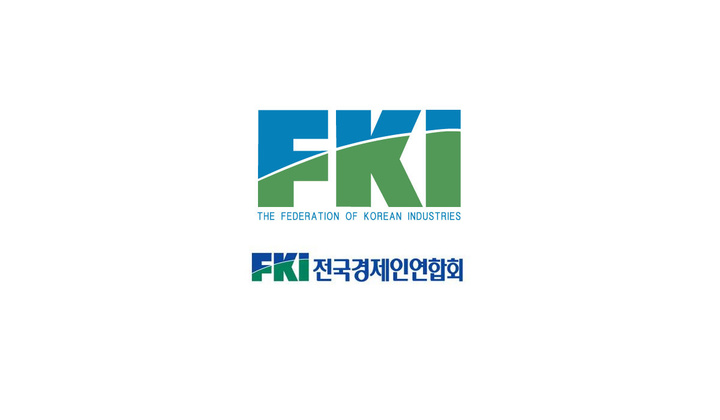 FKI
THE FEDERATION OF KOREAN INDUSTRIES
FKI 전국경제인연합회